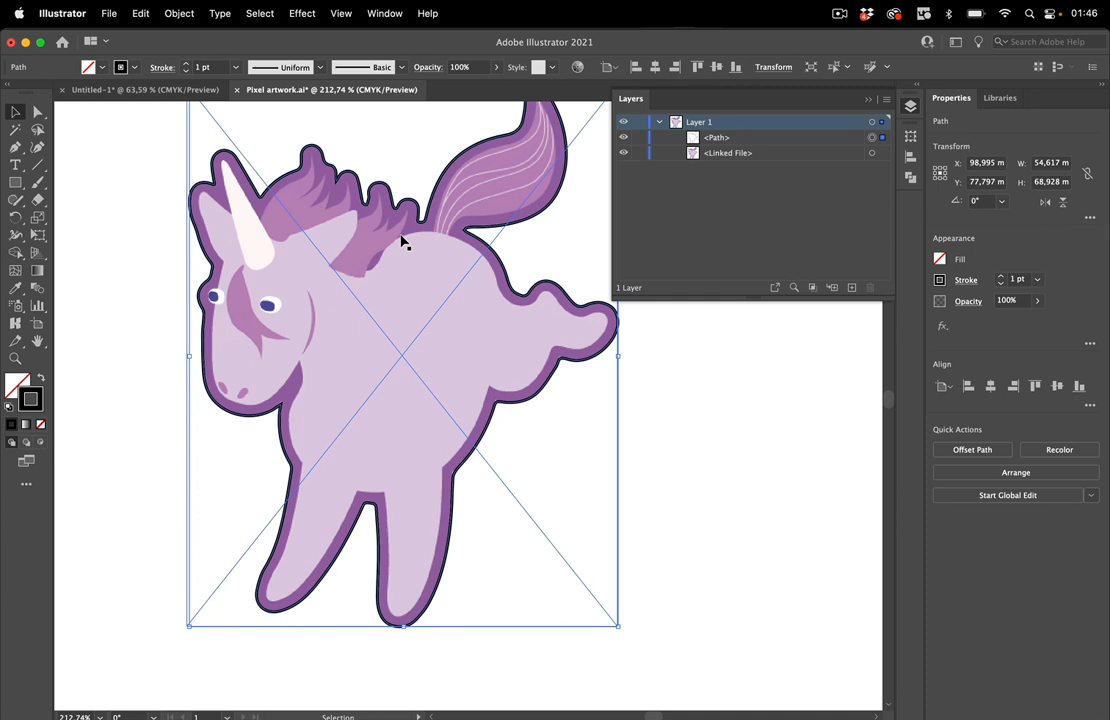 Illustrator File Edit Object Type Select Effect View Window Help 01:46
Adobe Illustrator 2021 Search Adobe Help
Path Stroke: 1 pt Uniform Basic Opacity: 100% Style: Transform
× Untitled-1* @ 63,59 % (CMYK/Preview) × Pixel artwork.ai* @ 212,74 % (CMYK/Preview)
Layers
Layer 1
<Path>
<Linked File>
1 Layer
Properties Libraries
Path
Transform
X: 98,995 m W: 54,617 m
Y: 77,797 m H: 68,928 m
0°
Appearance
Fill
Stroke 1 pt
Opacity 100%
fx.
Align
Quick Actions
Offset Path Recolor
Arrange
Start Global Edit
212,74% 0° 1 Selection